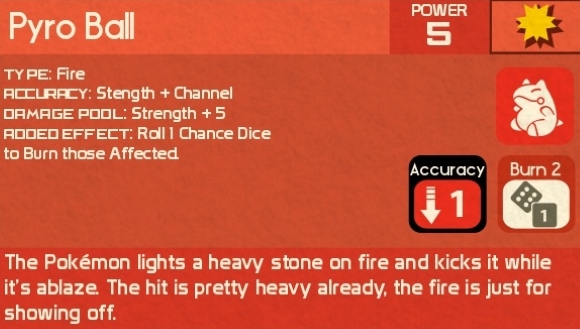 Pyro Ball
POWER
5
TYPE: Fire
ACCURACY: Stength + Channel
DAMAGE POOL: Strength + 5
ADDED EFFECT: Roll 1 Chance Dice
to Burn those Affected.
Accuracy
1
Burn 2
1
The Pokémon lights a heavy stone on fire and kicks it while
it's ablaze. The hit is pretty heavy already, the fire is just for
showing off.